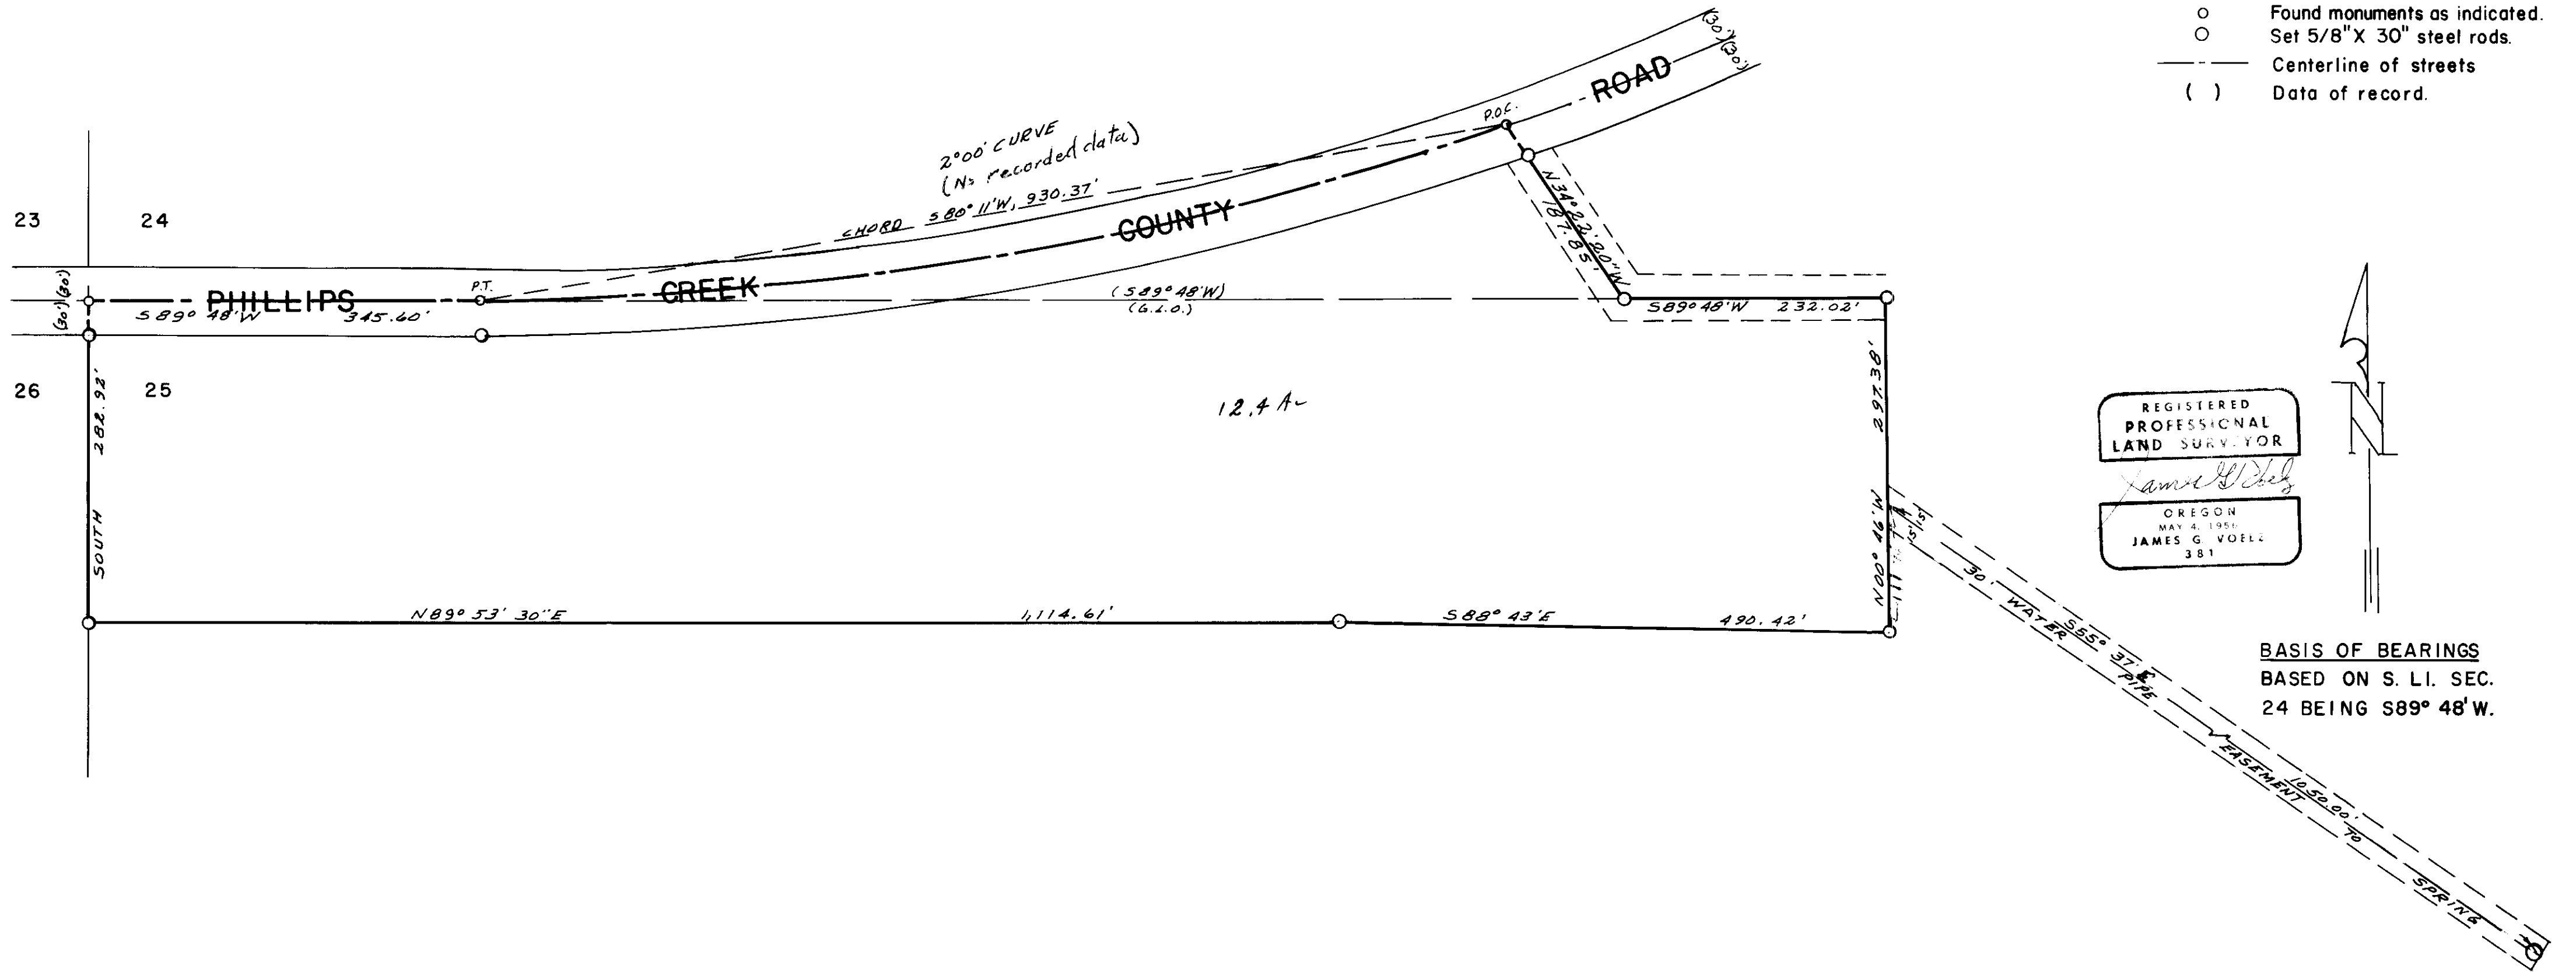 Found monuments as indicated.
Set 5/8"X 30" steel rods.
Centerline of streets
( ) Data of record.
(30')
(30')
ROAD
P.O.C.
2°00' CURVE
(No recorded data)
CHORD S80° 11'W, 930.37'
COUNTY
23 24
N34° 22' 20"W
187.85'
(30')
(30')
P.T.
CREEK
PHILLIPS
S89° 48'W 345.60'
(S89° 48'W)
(G.L.O.)
S89° 48'W 232.02'
26 25
SOUTH 282.92'
12.4 A
N00° 46'W 297.38'
15' 15'
N89° 53' 30"E 1,114.61'
S88° 43'E 490.42'
REGISTERED
PROFESSIONAL
LAND SURVEYOR
OREGON
MAY 4, 1956
JAMES G. VOELZ
381
N
BASIS OF BEARINGS
BASED ON S. LI. SEC.
24 BEING S89° 48'W.
S55° 37'E 1050.00'
30' WATER PIPE EASEMENT TO SPRING